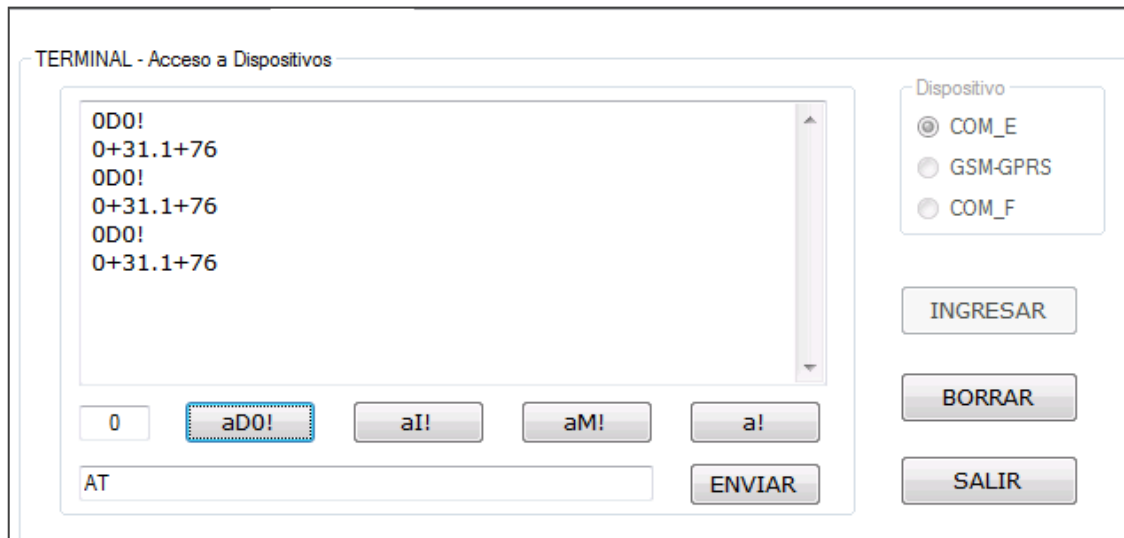 TERMINAL - Acceso a Dispositivos
0D0!
0+31.1+76
0D0!
0+31.1+76
0D0!
0+31.1+76
0
aD0!
aI!
aM!
a!
AT
ENVIAR
Dispositivo
COM_E
GSM-GPRS
COM_F
INGRESAR
BORRAR
SALIR